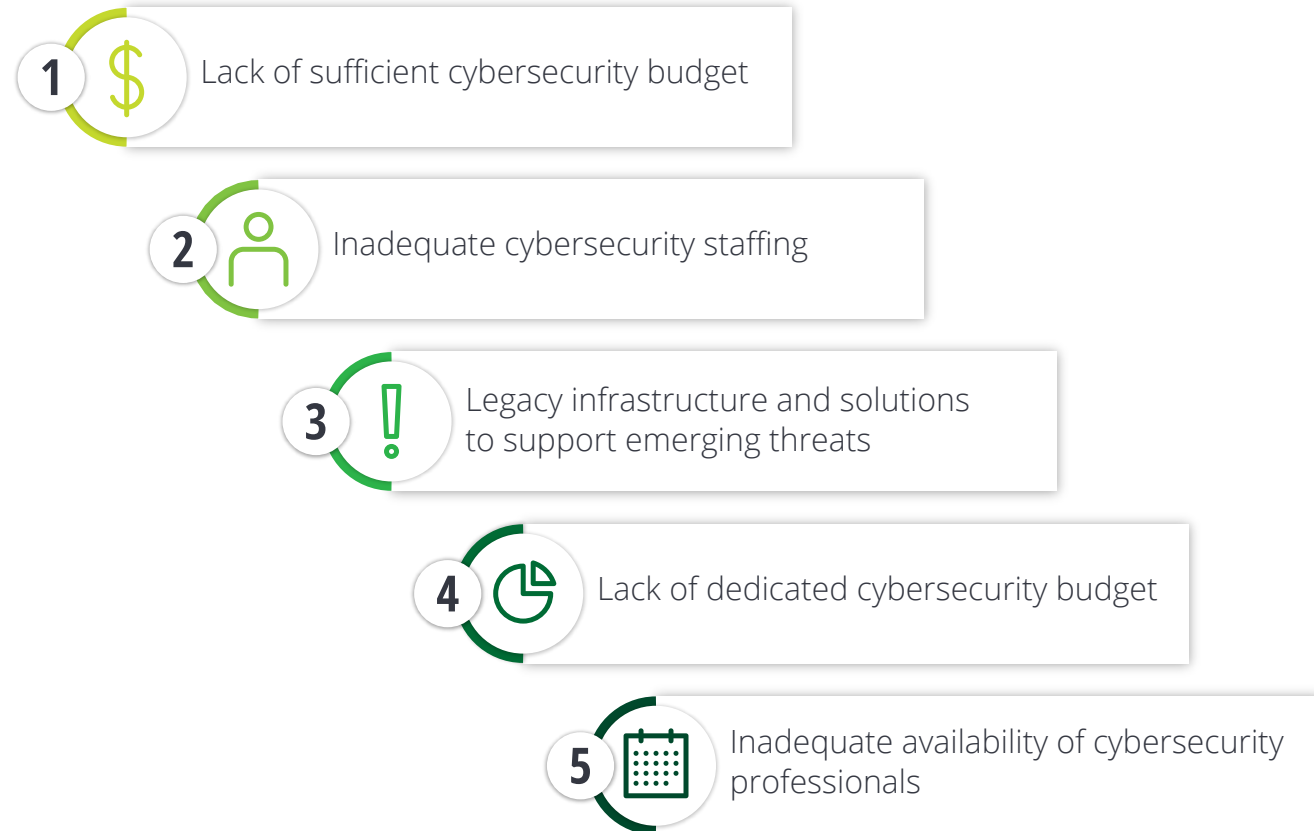 1
Lack of sufficient cybersecurity budget
2
Inadequate cybersecurity staffing
3
Legacy infrastructure and solutions
to support emerging threats
4
Lack of dedicated cybersecurity budget
5
Inadequate availability of cybersecurity
professionals